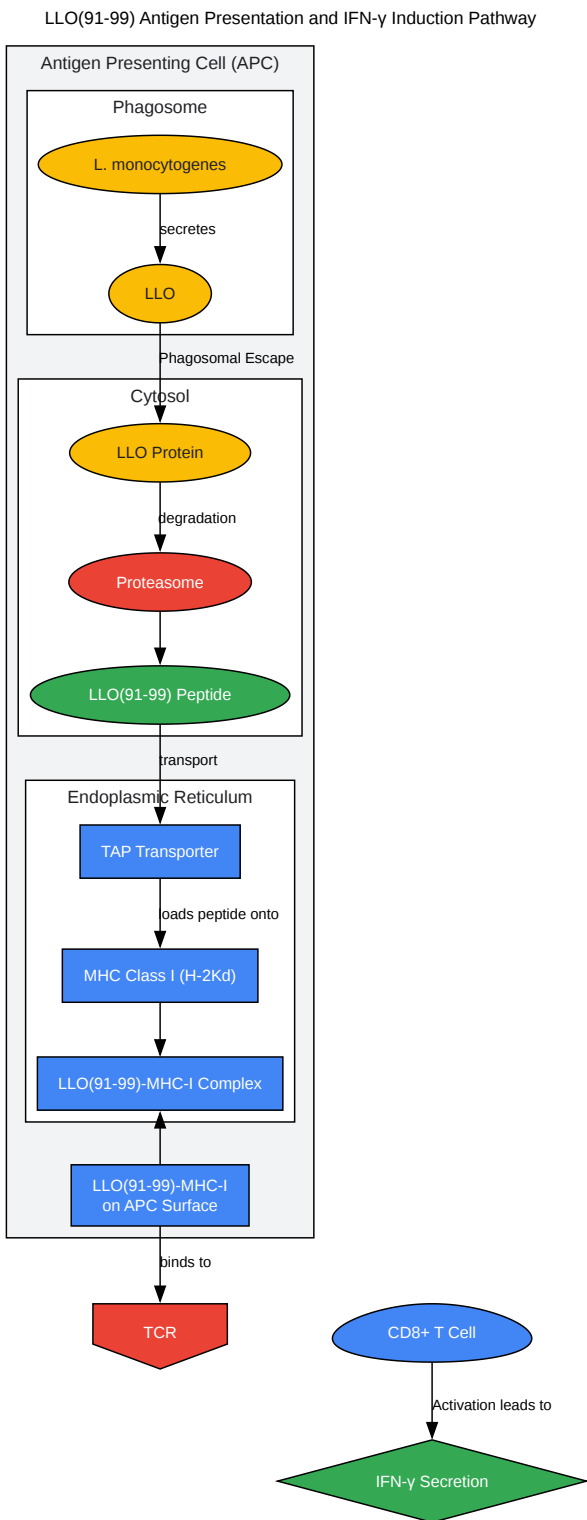 LLO(91-99) Antigen Presentation and IFN-γ Induction Pathway
Antigen Presenting Cell (APC)
Phagosome
L. monocytogenes
secretes
LLO
Phagosomal Escape
Cytosol
LLO Protein
degradation
Proteasome
LLO(91-99) Peptide
transport
Endoplasmic Reticulum
TAP Transporter
loads peptide onto
MHC Class I (H-2Kd)
LLO(91-99)-MHC-I Complex
LLO(91-99)-MHC-I
on APC Surface
binds to
TCR
CD8+ T Cell
Activation leads to
IFN-γ Secretion